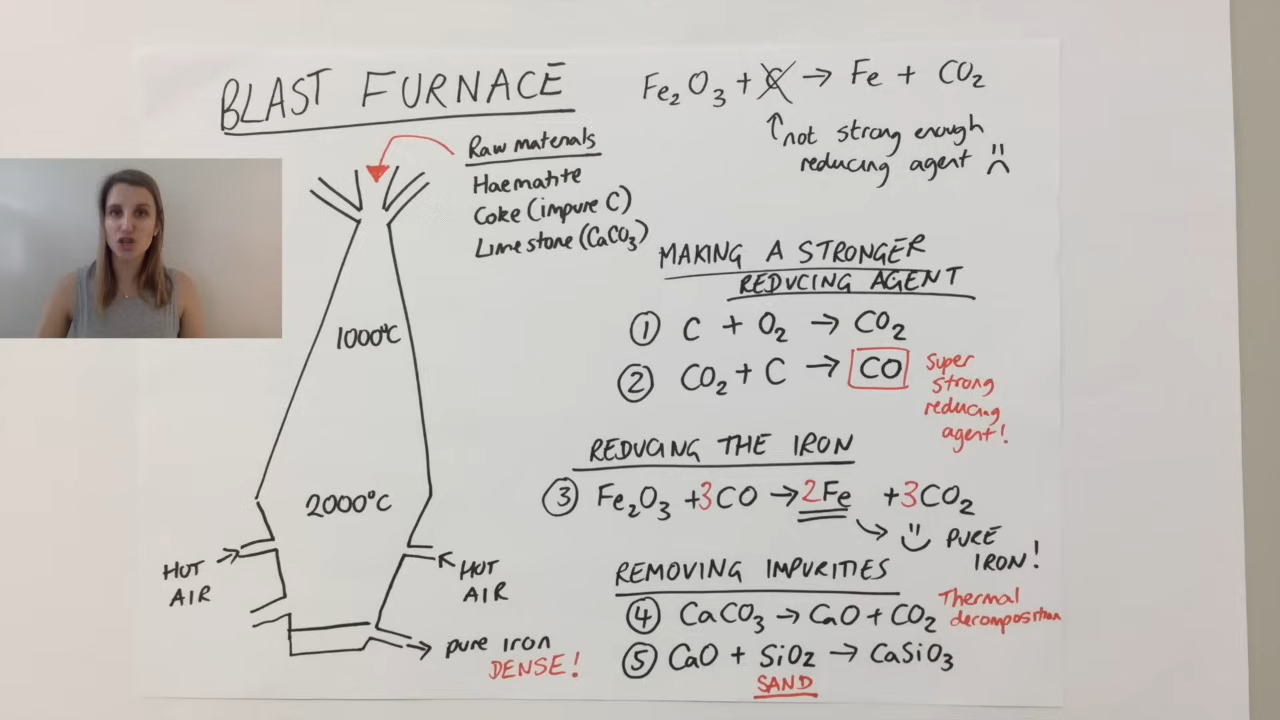 BLAST FURNACE
Raw materials
Haematite
Coke (impure C)
Limestone (CaCO₃)
1000°C
2000°C
HOT
AIR
HOT
AIR
pure iron
DENSE!
Fe₂O₃ + C → Fe + CO₂
↑ not strong enough
reducing agent
MAKING A STRONGER
REDUCING AGENT
① C + O₂ → CO₂
② CO₂ + C → CO
Super
strong
reducing
agent!
REDUCING THE IRON
③ Fe₂O₃ + 3CO → 2Fe + 3CO₂
PURE
IRON!
REMOVING IMPURITIES
④ CaCO₃ → CaO + CO₂
Thermal
decomposition
⑤ CaO + SiO₂ → CaSiO₃
SAND